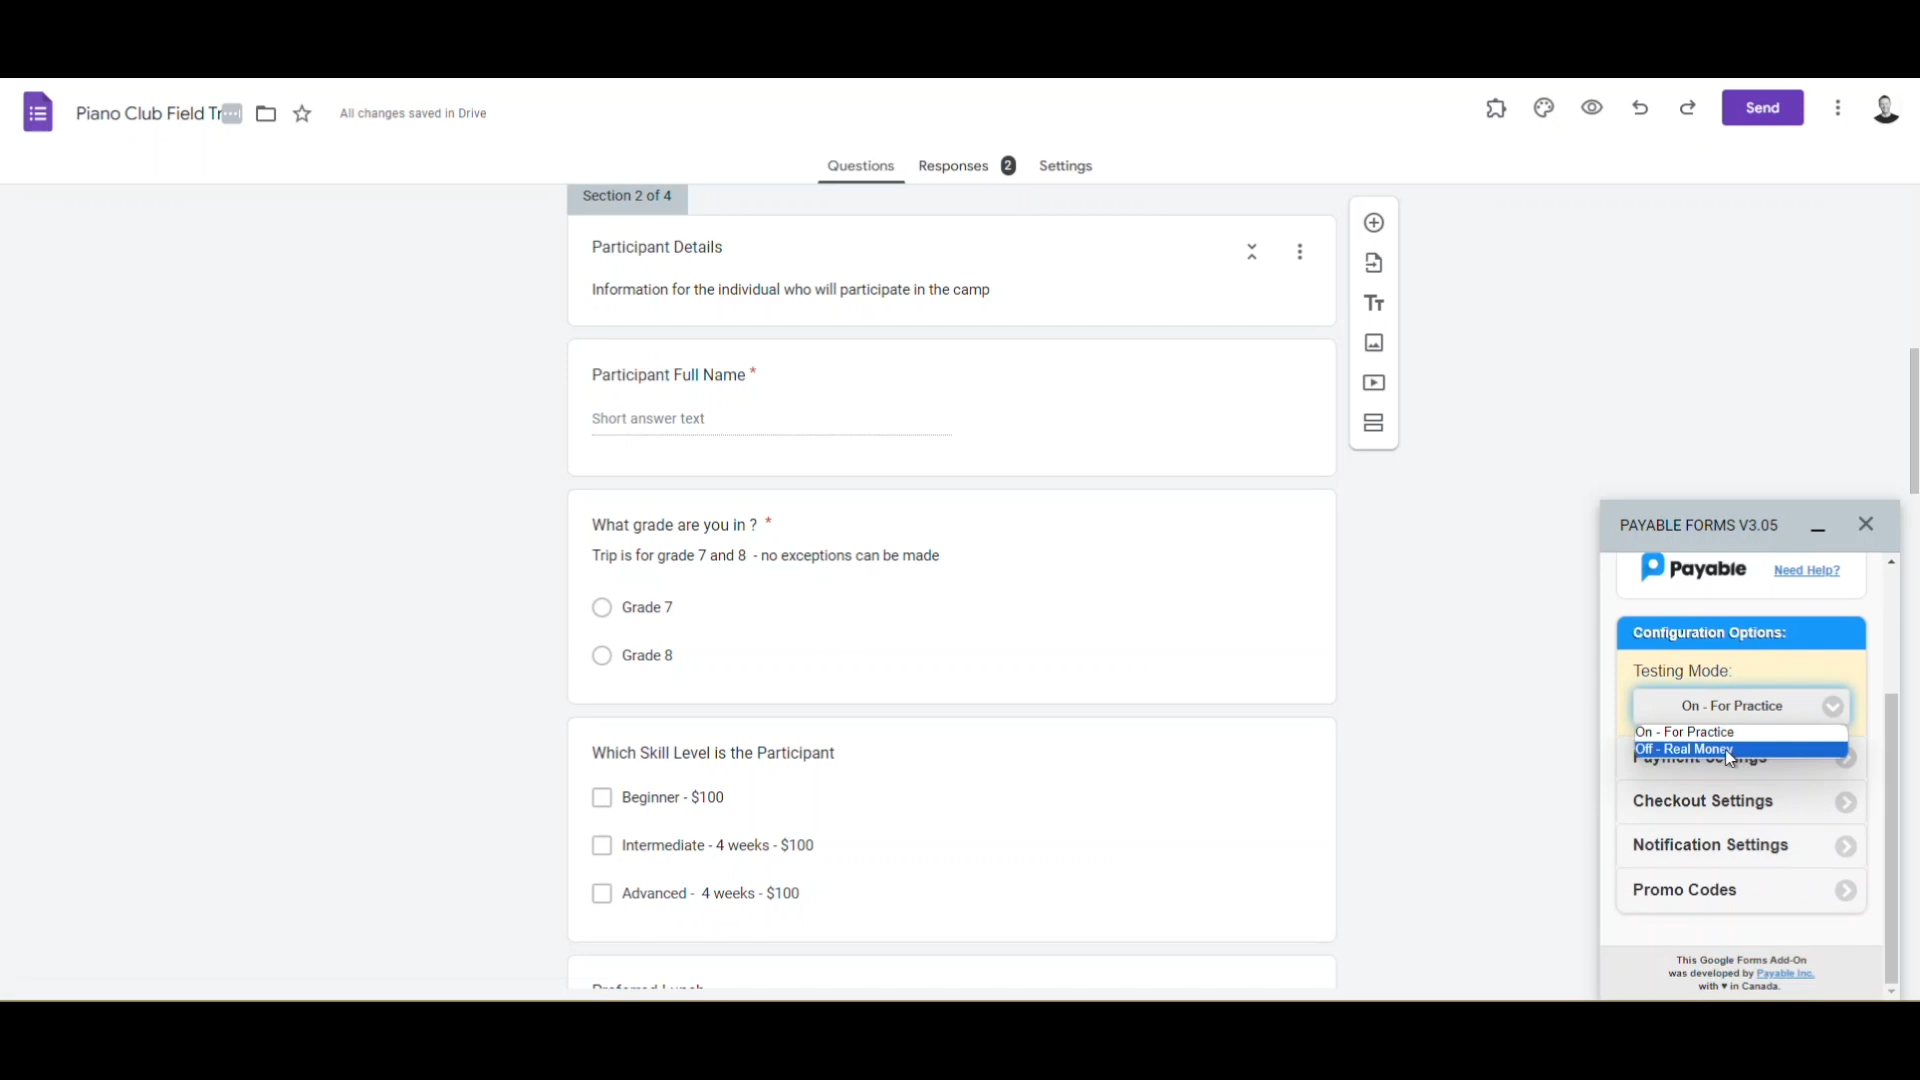 Piano Club Field Tr
All changes saved in Drive
Send
Questions
Responses 2
Settings
Section 2 of 4
Participant Details
Information for the individual who will participate in the camp
Participant Full Name *
Short answer text
What grade are you in ? *
Trip is for grade 7 and 8 - no exceptions can be made
Grade 7
Grade 8
Which Skill Level is the Participant
Beginner - $100
Intermediate - 4 weeks - $100
Advanced - 4 weeks - $100
Preferred Lunch
Tт
PAYABLE FORMS V3.05
Payable
Need Help?
Configuration Options:
Testing Mode:
On - For Practice
On - For Practice
Off - Real Money
Payment Settings
Checkout Settings
Notification Settings
Promo Codes
This Google Forms Add-On
was developed by Payable Inc.
with ♥ in Canada.